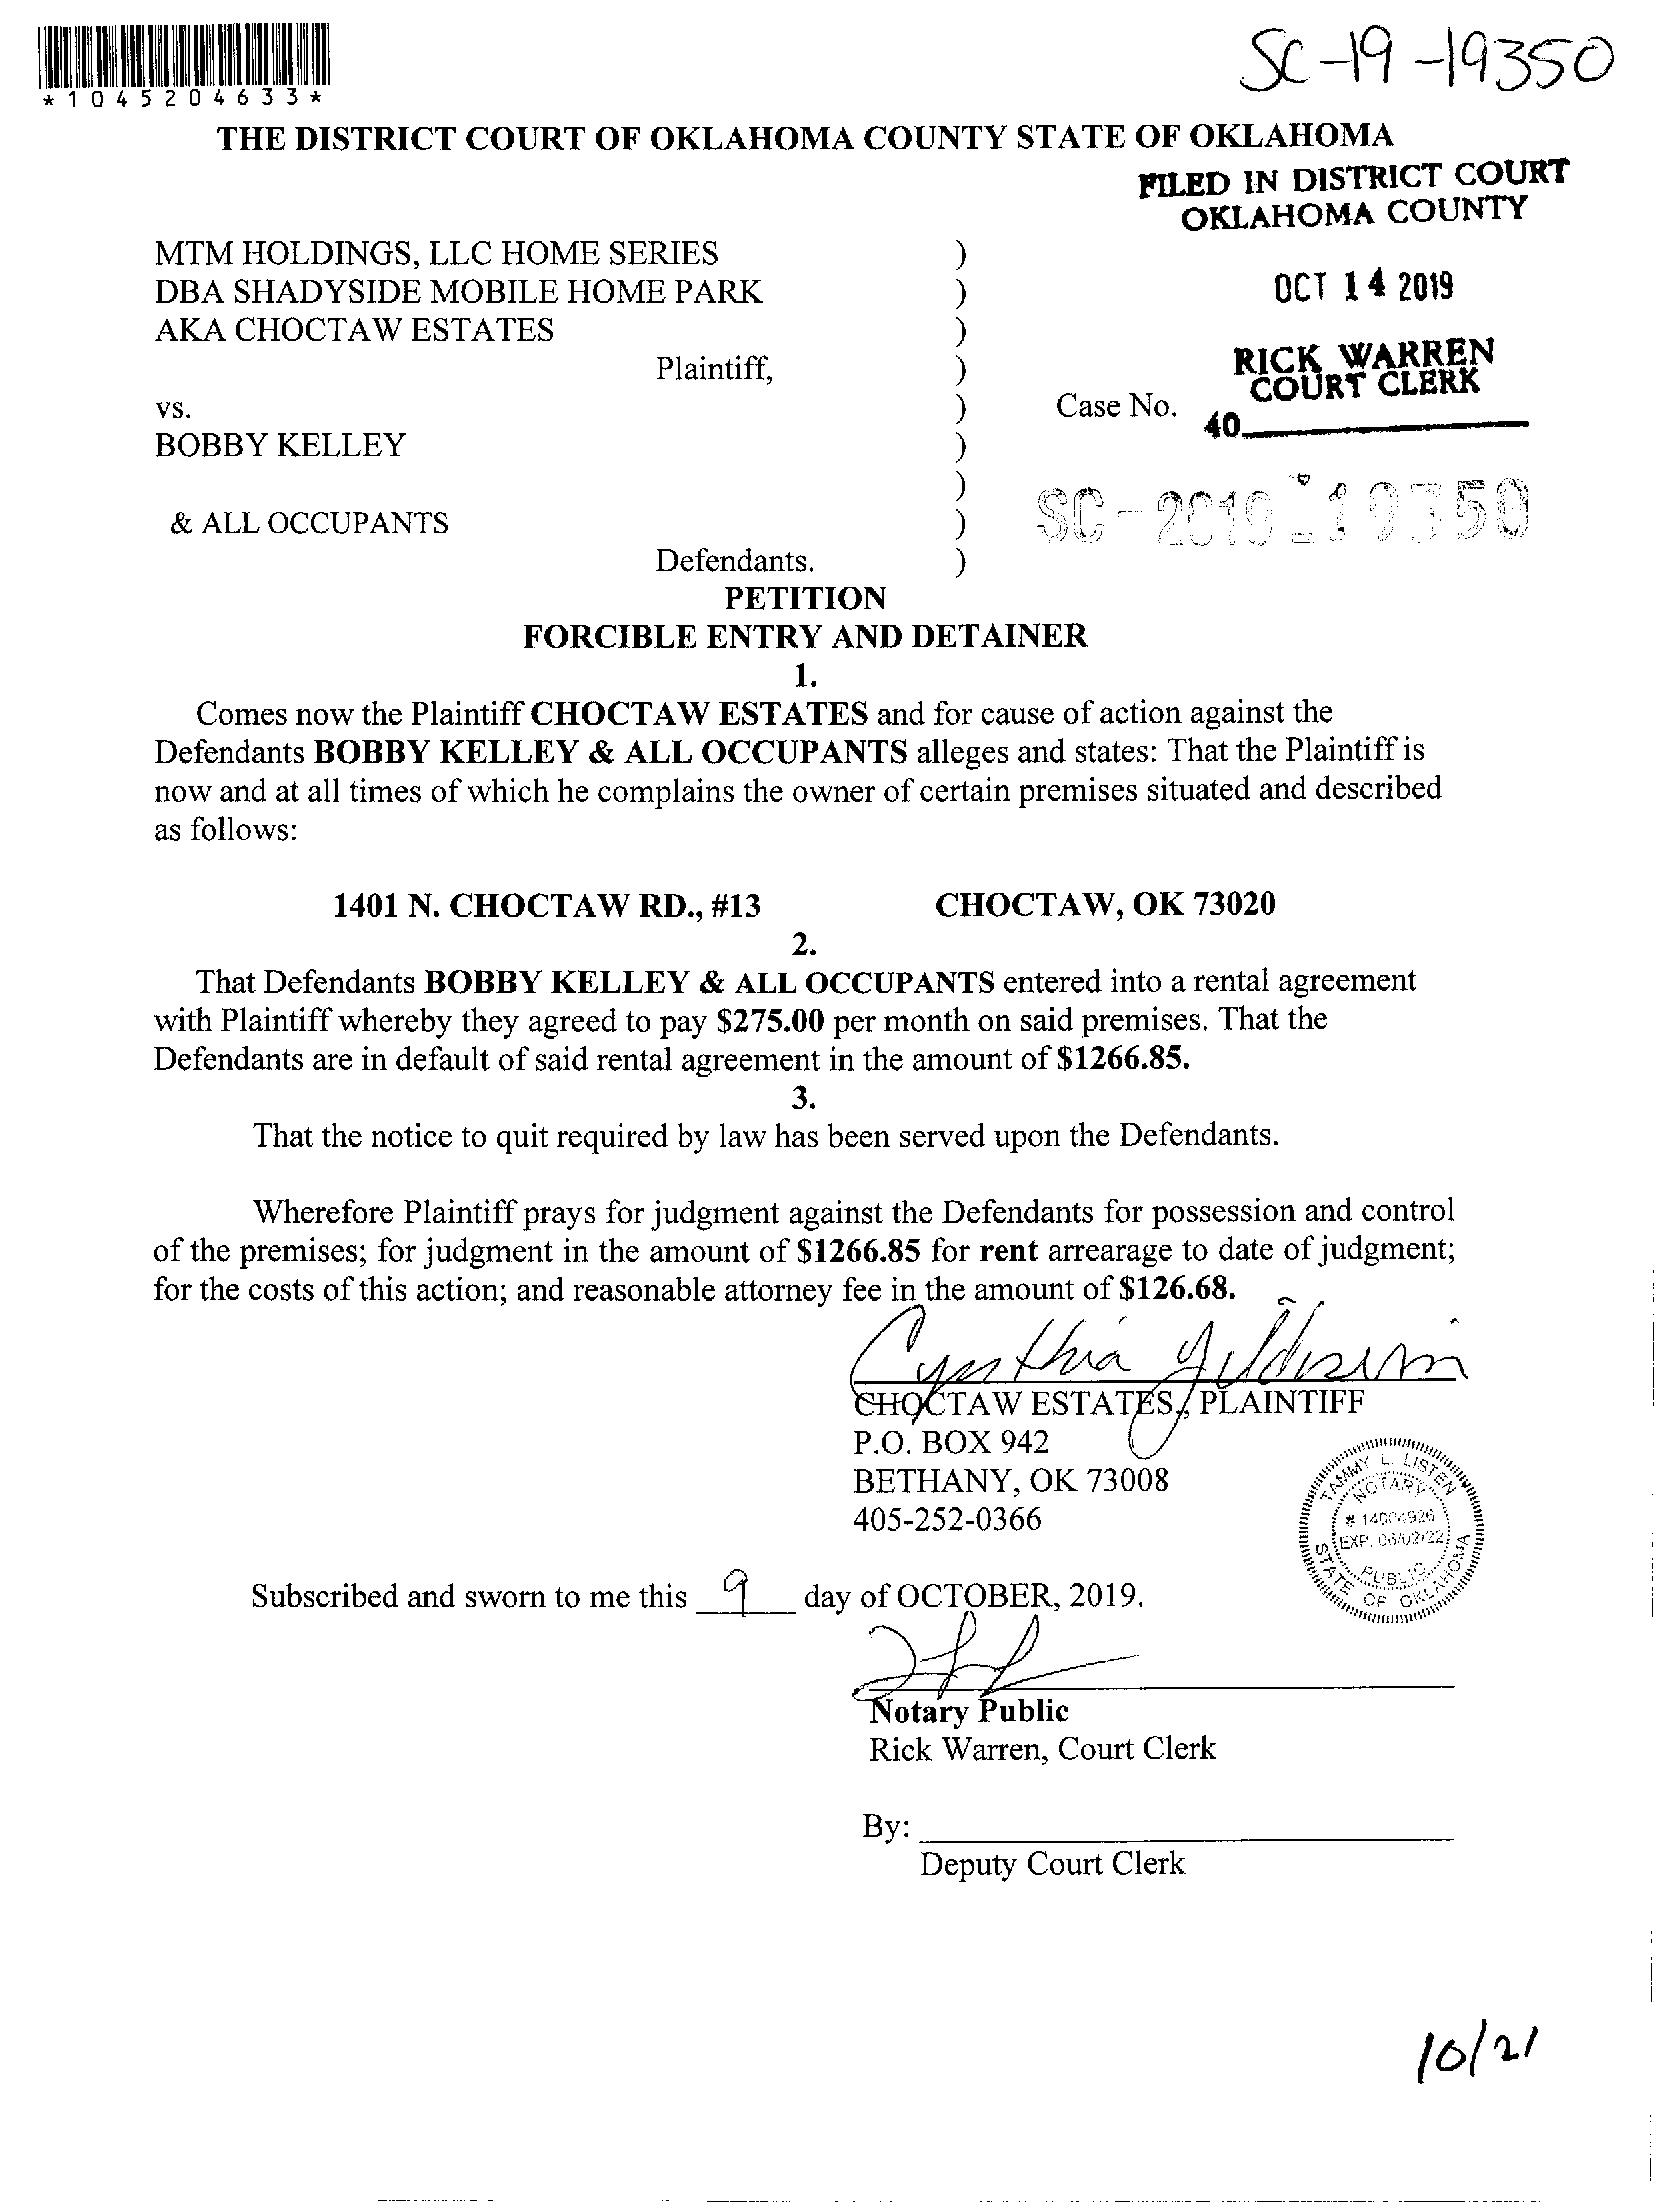 *1045204633*
SC-19-19350
THE DISTRICT COURT OF OKLAHOMA COUNTY STATE OF OKLAHOMA
FILED IN DISTRICT COURT
OKLAHOMA COUNTY
MTM HOLDINGS, LLC HOME SERIES )
DBA SHADYSIDE MOBILE HOME PARK )
OCT 14 2019
AKA CHOCTAW ESTATES )
Plaintiff, )
RICK WARREN
COURT CLERK
vs. ) Case No.
40
BOBBY KELLEY )
)
SC-2019-19350
& ALL OCCUPANTS )
Defendants. )
PETITION
FORCIBLE ENTRY AND DETAINER
1.
Comes now the Plaintiff CHOCTAW ESTATES and for cause of action against the
Defendants BOBBY KELLEY & ALL OCCUPANTS alleges and states: That the Plaintiff is
now and at all times of which he complains the owner of certain premises situated and described
as follows:
1401 N. CHOCTAW RD., #13 CHOCTAW, OK 73020
2.
That Defendants BOBBY KELLEY & ALL OCCUPANTS entered into a rental agreement
with Plaintiff whereby they agreed to pay $275.00 per month on said premises. That the
Defendants are in default of said rental agreement in the amount of $1266.85.
3.
That the notice to quit required by law has been served upon the Defendants.
Wherefore Plaintiff prays for judgment against the Defendants for possession and control
of the premises; for judgment in the amount of $1266.85 for rent arrearage to date of judgment;
for the costs of this action; and reasonable attorney fee in the amount of $126.68.
Cynthia
CHOCTAW ESTATES, PLAINTIFF
P.O. BOX 942
BETHANY, OK 73008
405-252-0366
TAMMY L. LISTEN
NOTARY
# 14004926
EXP. 06/02/22
PUBLIC
STATE OF OKLAHOMA
Subscribed and sworn to me this 9 day of OCTOBER, 2019.
Notary Public
Rick Warren, Court Clerk
By:
Deputy Court Clerk
10/21